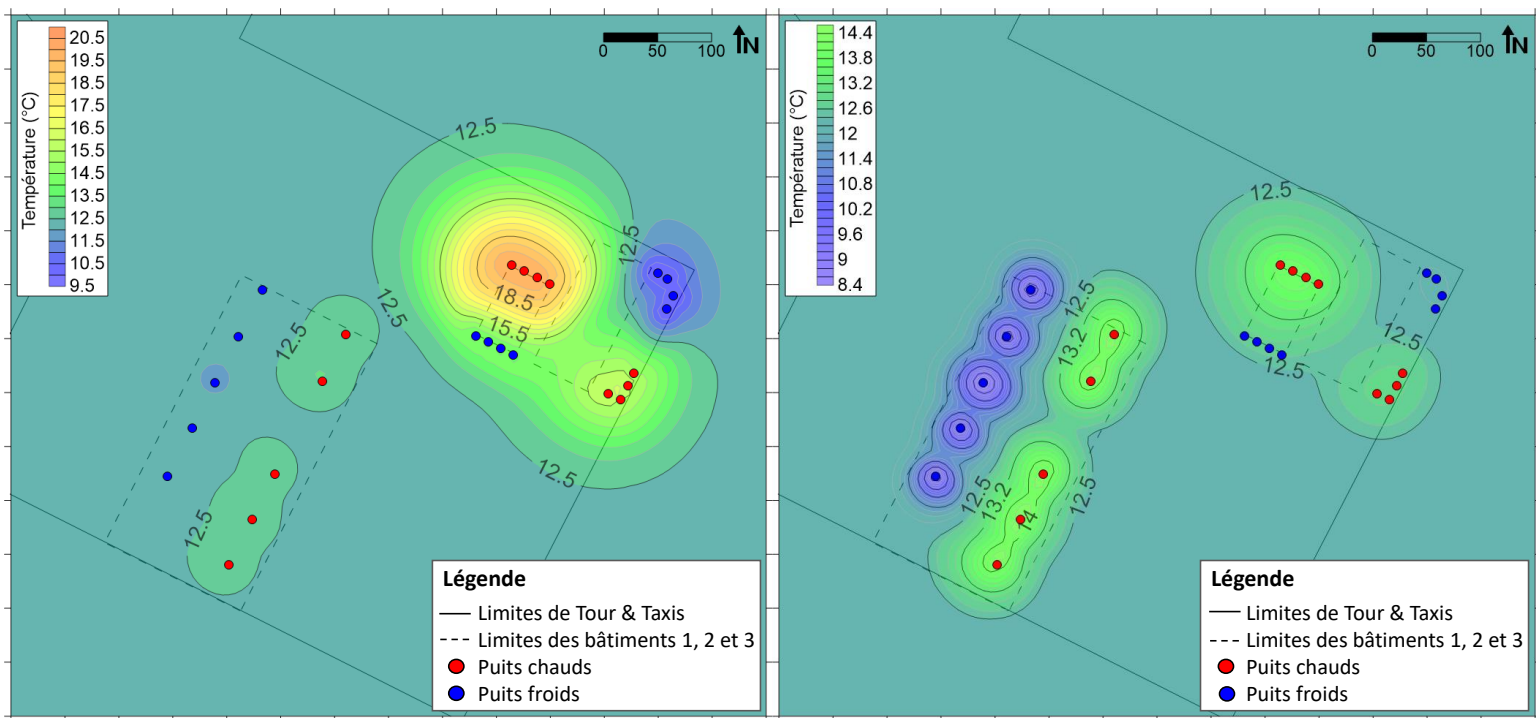 Température (°C)
20.5
19.5
18.5
17.5
16.5
15.5
14.5
13.5
12.5
11.5
10.5
9.5
0 50 100
N
12.5
12.5
12.5
18.5
15.5
12.5
12.5
12.5
Légende
Limites de Tour & Taxis
Limites des bâtiments 1, 2 et 3
Puits chauds
Puits froids
Température (°C)
14.4
13.8
13.2
12.6
12
11.4
10.8
10.2
9.6
9
8.4
0 50 100
N
12.5
12.5
13.2
12.5
12.5
12.5
13.2
14
12.5
Légende
Limites de Tour & Taxis
Limites des bâtiments 1, 2 et 3
Puits chauds
Puits froids